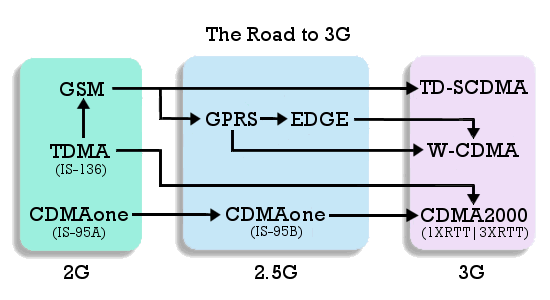 The Road to 3G
GSM
TDMA
(IS-136)
CDMAone
(IS-95A)
2G
GPRS
EDGE
CDMAone
(IS-95B)
2.5G
TD-SCDMA
W-CDMA
CDMA2000
(1XRTT|3XRTT)
3G